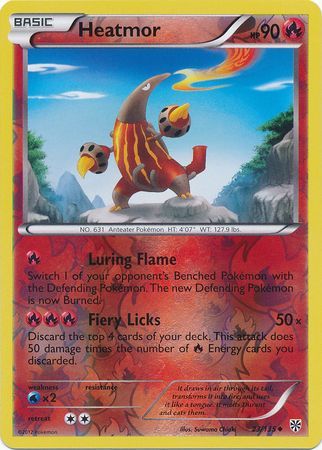 BASIC
Heatmor
HP 90
NO. 631 Anteater Pokémon HT: 4'07" WT: 127.9 lbs.
Luring Flame
Switch 1 of your opponent's Benched Pokémon with
the Defending Pokémon. The new Defending Pokémon
is now Burned.
Fiery Licks 50×
Discard the top 4 cards of your deck. This attack does
50 damage times the number of Energy cards you
discarded.
weakness resistance
×2
retreat
It draws in air through its tail,
transforms it into fire, and uses
it like a tongue. It melts Durant
and eats them.
©2012 Pokémon
Illus. Suwama Chiaki
23/135